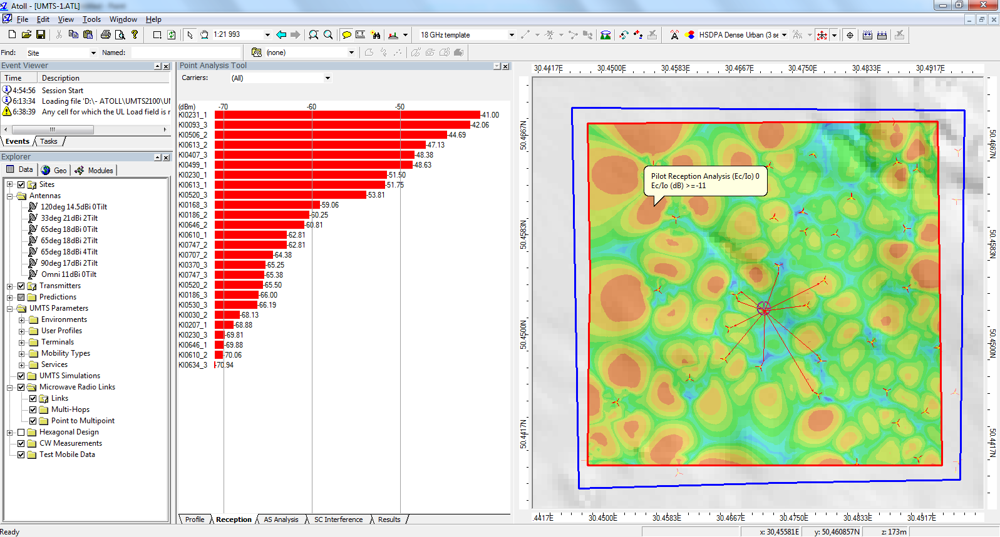 Atoll - [UMTS-1.ATL]
File Edit View Tools Window Help
1:21 993
18 GHz template
HSDPA Dense Urban (3 se
Find: Site Named:
(none)
Event Viewer
Time Description
4:54:56 Session Start
6:13:34 Loading file 'D:\- ATOLL\UMTS2100\UI
6:38:39 Any cell for which the UL Load field is r
Events Tasks
Explorer
Data Geo Modules
Sites
Antennas
120deg 14.5dBi 0Tilt
33deg 21dBi 2Tilt
65deg 18dBi 0Tilt
65deg 18dBi 2Tilt
65deg 18dBi 4Tilt
90deg 17dBi 2Tilt
Omni 11dBi 0Tilt
Transmitters
Predictions
UMTS Parameters
Environments
User Profiles
Terminals
Mobility Types
Services
UMTS Simulations
Microwave Radio Links
Links
Multi-Hops
Point to Multipoint
Hexagonal Design
CW Measurements
Test Mobile Data
Point Analysis Tool
Carriers: (All)
(dBm) -70 -60 -50
KI0231_1 -41.00
KI0093_3 -42.06
KI0506_2 -44.69
KI0613_2 -47.13
KI0407_3 -48.38
KI0499_1 -48.63
KI0230_1 -51.50
KI0613_1 -51.75
KI0520_3 -53.81
KI0168_3 -59.06
KI0186_2 -60.25
KI0646_2 -60.81
KI0610_1 -62.81
KI0747_2 -62.81
KI0707_2 -64.38
KI0370_3 -65.25
KI0747_3 -65.38
KI0520_2 -65.50
KI0186_3 -66.00
KI0530_3 -66.19
KI0030_2 -68.13
KI0207_1 -68.88
KI0230_3 -69.81
KI0646_1 -69.88
KI0610_2 -70.06
KI0634_3 -70.94
Profile Reception AS Analysis SC Interference Results
30.4417E 30.4500E 30.4583E 30.4667E 30.4750E 30.4833E 30.4917E
50.4667N
50.4583N
50.4500N
50.4417N
Pilot Reception Analysis (Ec/Io) 0
Ec/Io (dB) >=-11
50.4667N
50.4583N
50.4500N
50.4417N
.4417E 30.4500E 30.4583E 30.4667E 30.4750E 30.4833E 30.4917E
Ready
x: 30,45581E y: 50,460857N z: 173m